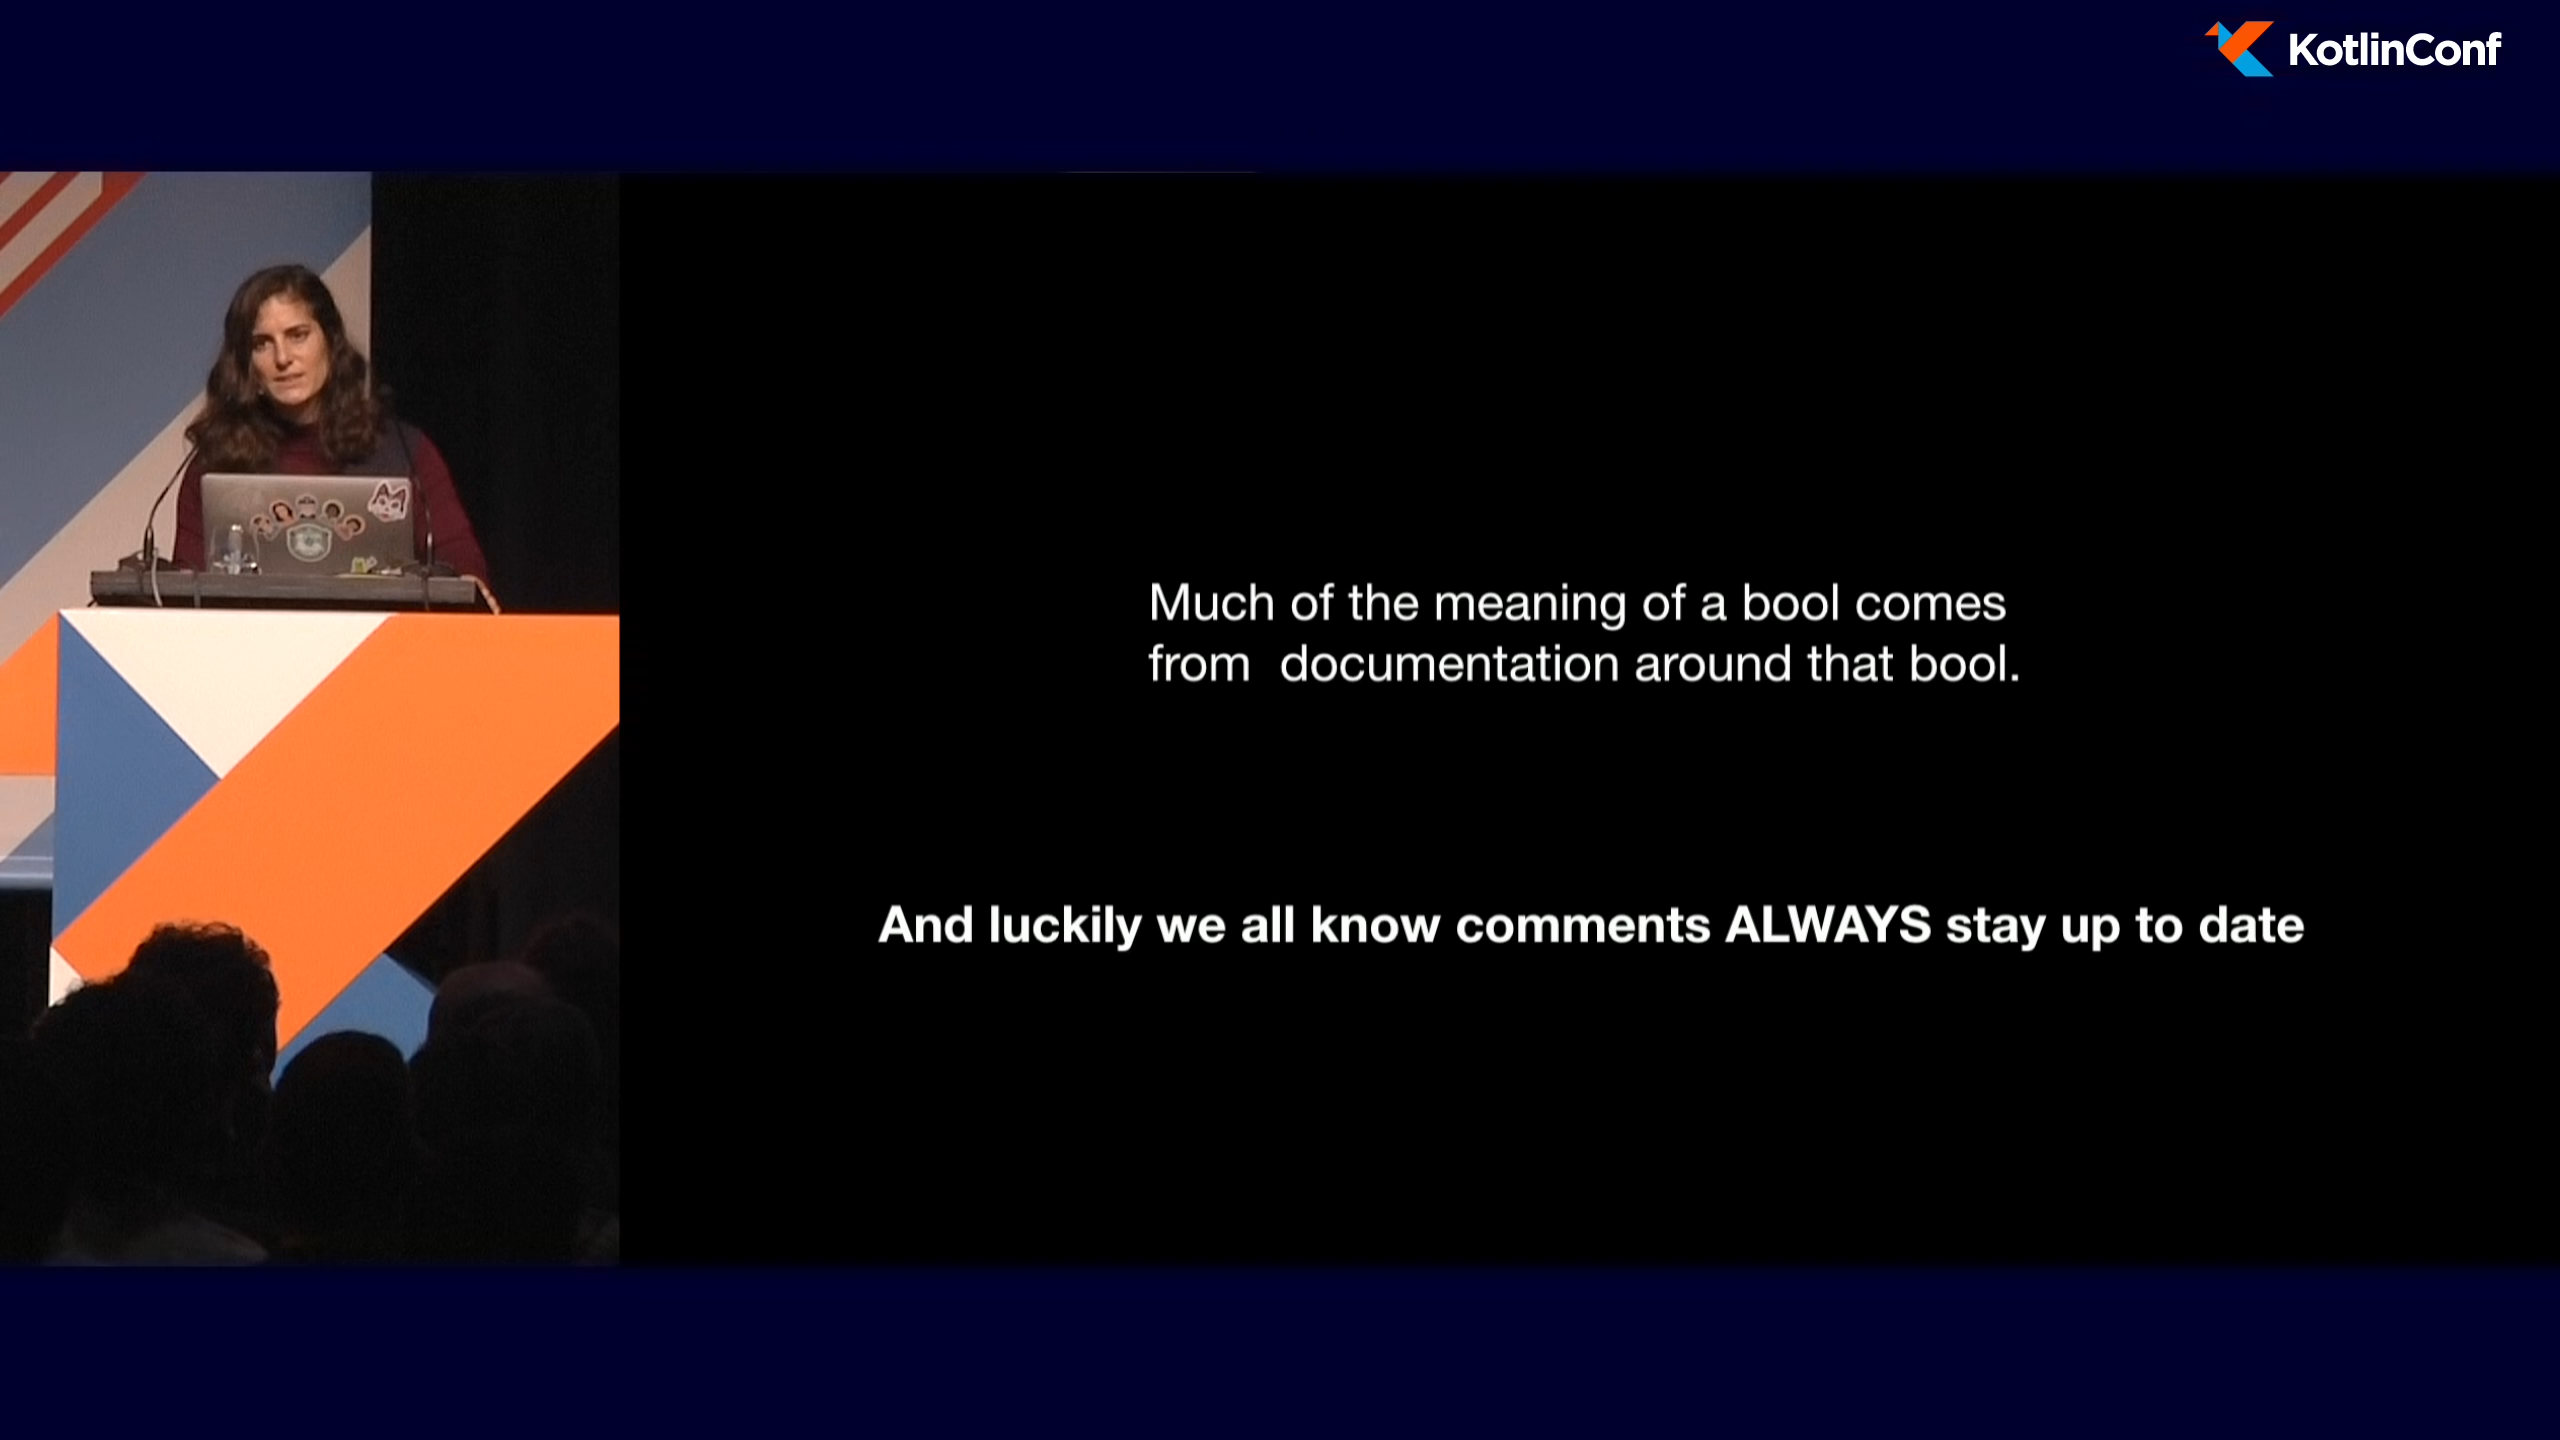 KotlinConf
Much of the meaning of a bool comes
from  documentation around that bool.
And luckily we all know comments ALWAYS stay up to date